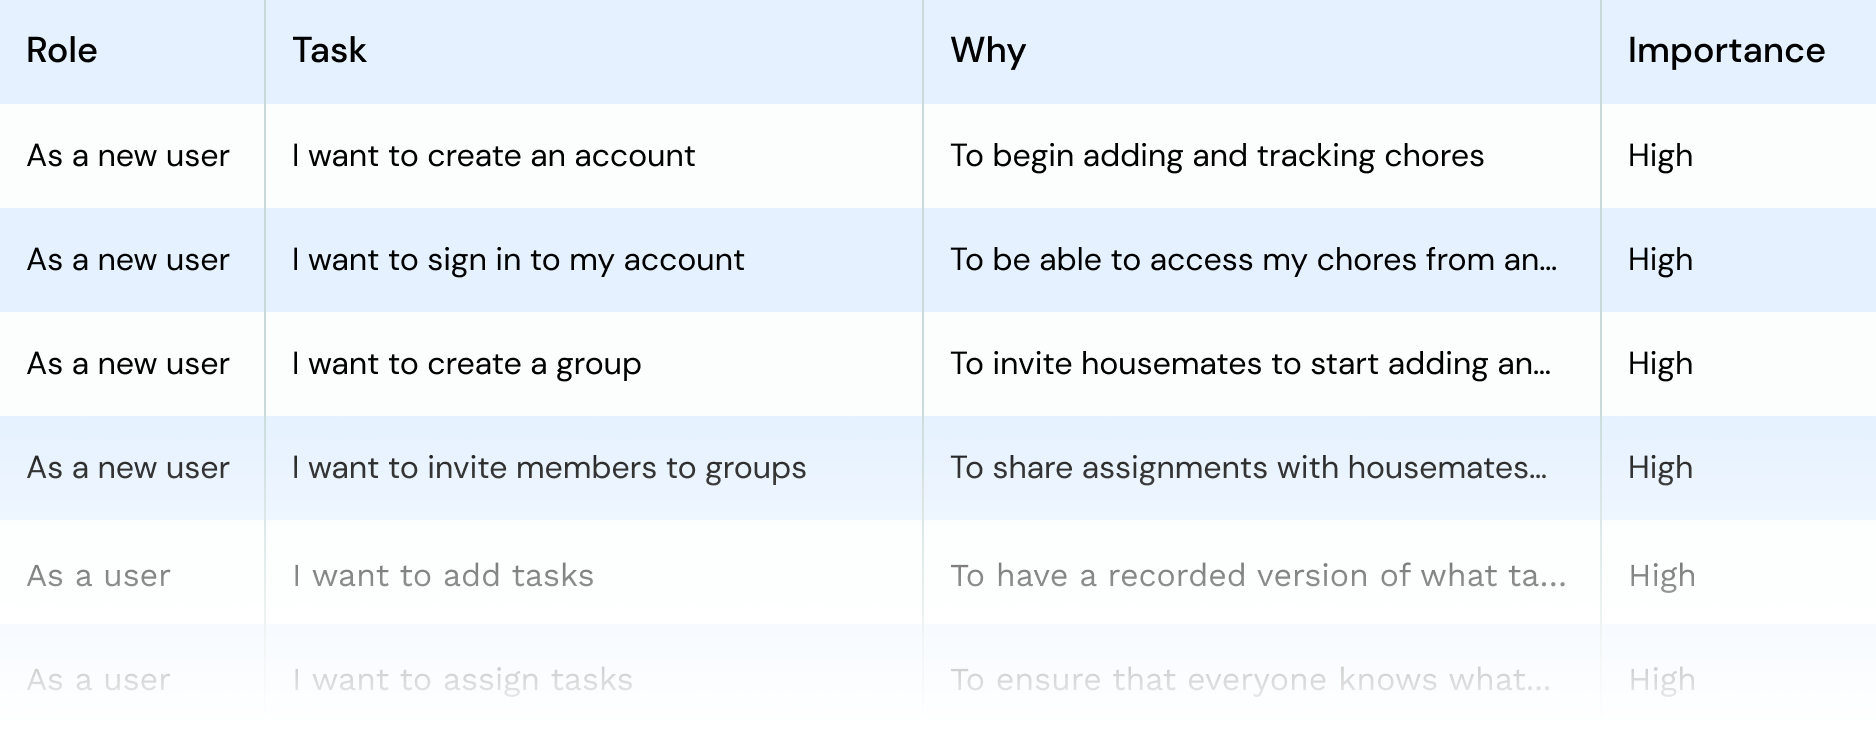 Role Task Why Importance
As a new user I want to create an account To begin adding and tracking chores High
As a new user I want to sign in to my account To be able to access my chores from an... High
As a new user I want to create a group To invite housemates to start adding an... High
As a new user I want to invite members to groups To share assignments with housemates... High
As a user I want to add tasks To have a recorded version of what ta... High
As a user I want to assign tasks To ensure that everyone knows what... High